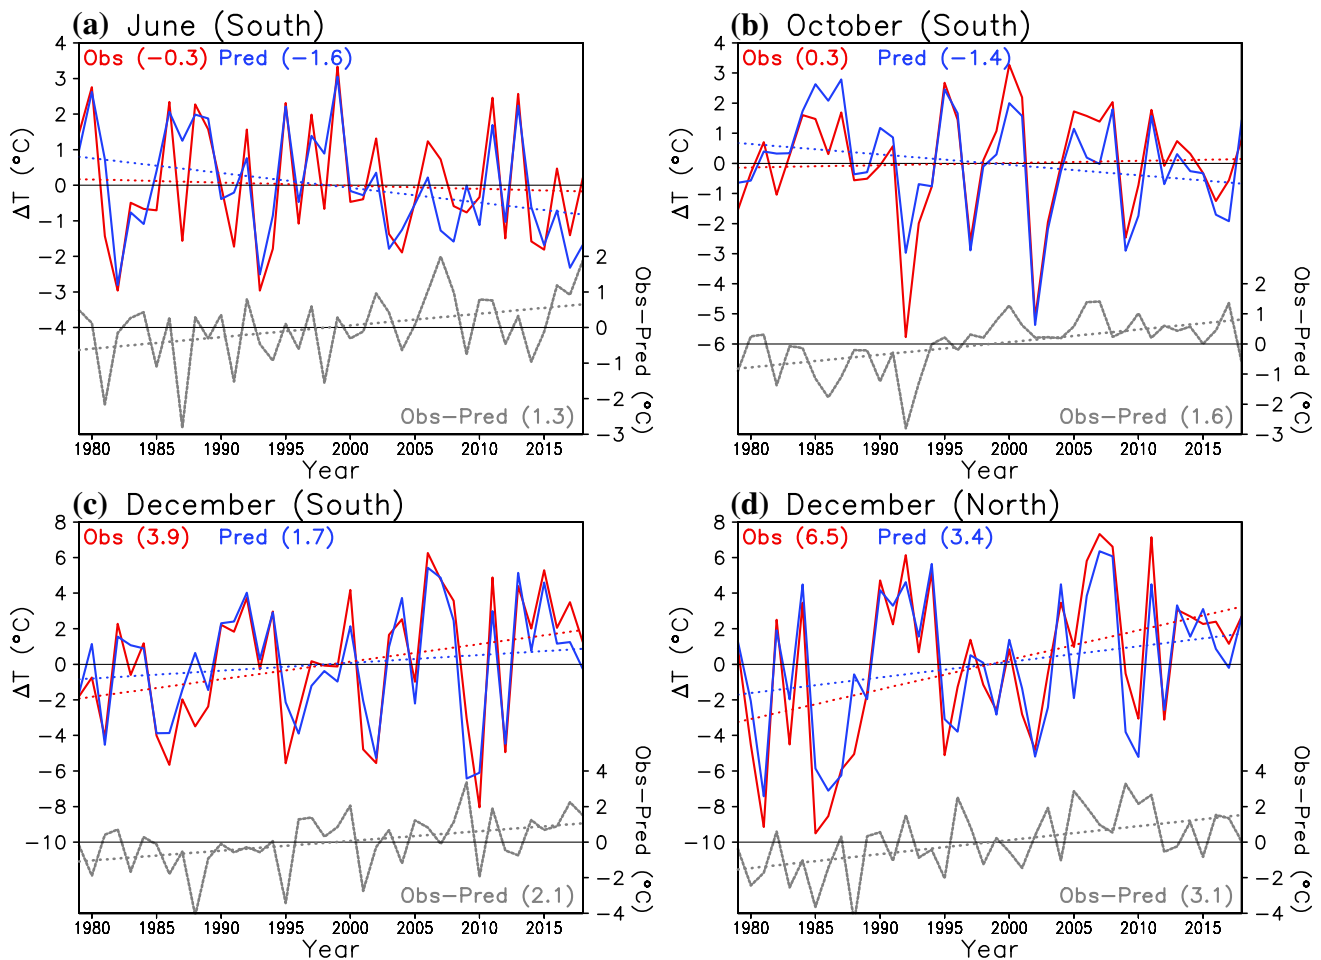 (a) June (South)
Obs (−0.3) Pred (−1.6)
4
3
2
1
0
−1
−2
−3
−4
ΔT (°C)
2
1
0
−1
−2
−3
Obs−Pred (°C)
Obs−Pred (1.3)
1980 1985 1990 1995 2000 2005 2010 2015
Year
(b) October (South)
Obs (0.3) Pred (−1.4)
4
3
2
1
0
−1
−2
−3
−4
−5
−6
ΔT (°C)
2
1
0
−1
−2
−3
Obs−Pred (°C)
Obs−Pred (1.6)
1980 1985 1990 1995 2000 2005 2010 2015
Year
(c) December (South)
Obs (3.9) Pred (1.7)
8
6
4
2
0
−2
−4
−6
−8
−10
ΔT (°C)
4
2
0
−2
−4
Obs−Pred (°C)
Obs−Pred (2.1)
1980 1985 1990 1995 2000 2005 2010 2015
Year
(d) December (North)
Obs (6.5) Pred (3.4)
8
6
4
2
0
−2
−4
−6
−8
−10
ΔT (°C)
4
2
0
−2
−4
Obs−Pred (°C)
Obs−Pred (3.1)
1980 1985 1990 1995 2000 2005 2010 2015
Year